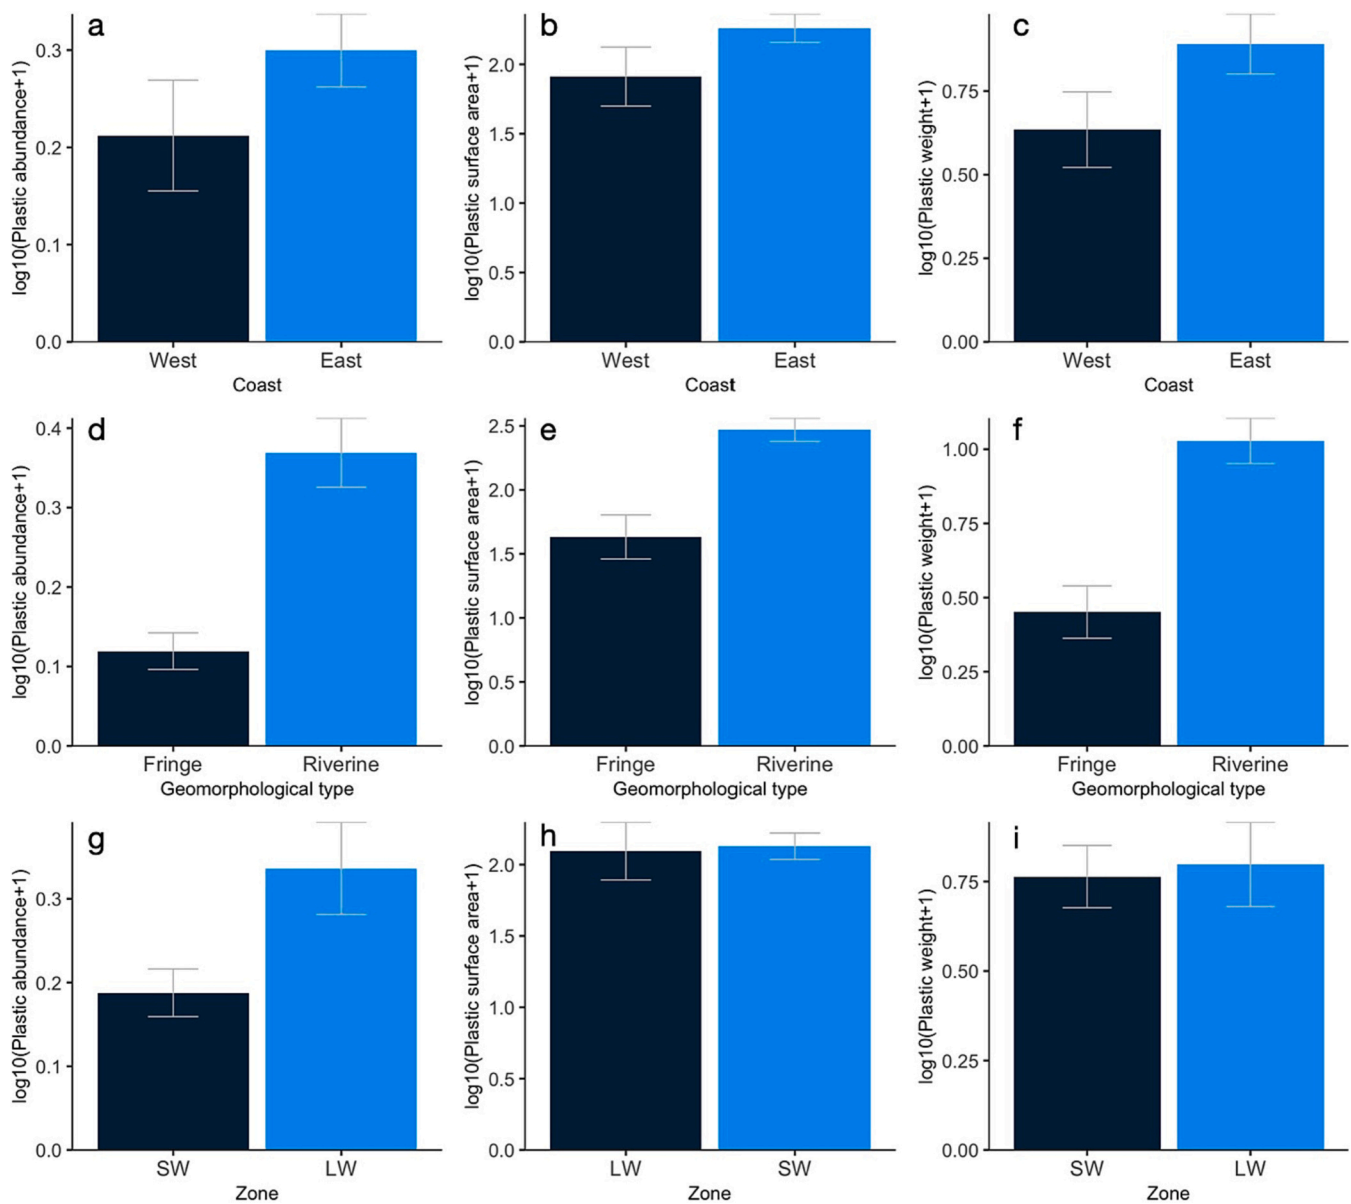 a
log10(Plastic abundance+1)
0.3
0.2
0.1
0.0
West East
Coast
b
log10(Plastic surface area+1)
2.0
1.5
1.0
0.5
0.0
West East
Coast
c
log10(Plastic weight+1)
0.75
0.50
0.25
0.00
West East
Coast
d
log10(Plastic abundance+1)
0.4
0.3
0.2
0.1
0.0
Fringe Riverine
Geomorphological type
e
log10(Plastic surface area+1)
2.5
2.0
1.5
1.0
0.5
0.0
Fringe Riverine
Geomorphological type
f
log10(Plastic weight+1)
1.00
0.75
0.50
0.25
0.00
Fringe Riverine
Geomorphological type
g
log10(Plastic abundance+1)
0.3
0.2
0.1
0.0
SW LW
Zone
h
log10(Plastic surface area+1)
2.0
1.5
1.0
0.5
0.0
LW SW
Zone
i
log10(Plastic weight+1)
0.75
0.50
0.25
0.00
SW LW
Zone